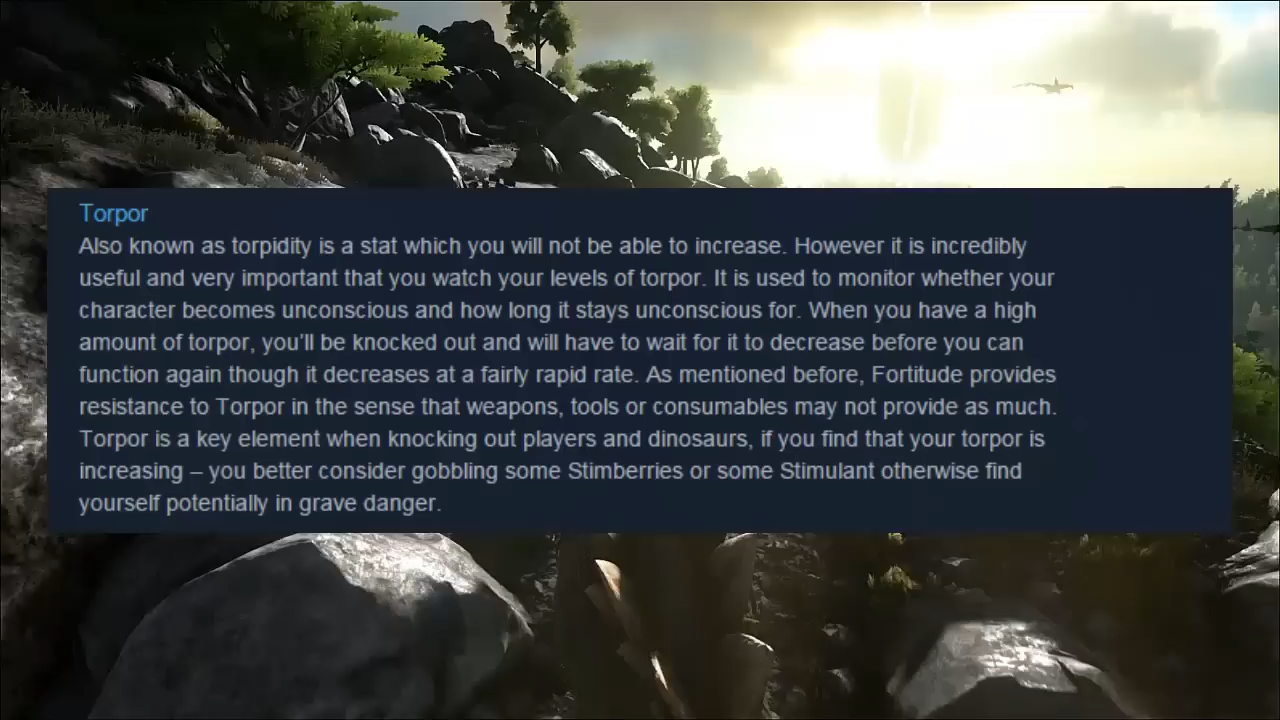 Torpor
Also known as torpidity is a stat which you will not be able to increase. However it is incredibly
useful and very important that you watch your levels of torpor. It is used to monitor whether your
character becomes unconscious and how long it stays unconscious for. When you have a high
amount of torpor, you'll be knocked out and will have to wait for it to decrease before you can
function again though it decreases at a fairly rapid rate. As mentioned before, Fortitude provides
resistance to Torpor in the sense that weapons, tools or consumables may not provide as much.
Torpor is a key element when knocking out players and dinosaurs, if you find that your torpor is
increasing – you better consider gobbling some Stimberries or some Stimulant otherwise find
yourself potentially in grave danger.